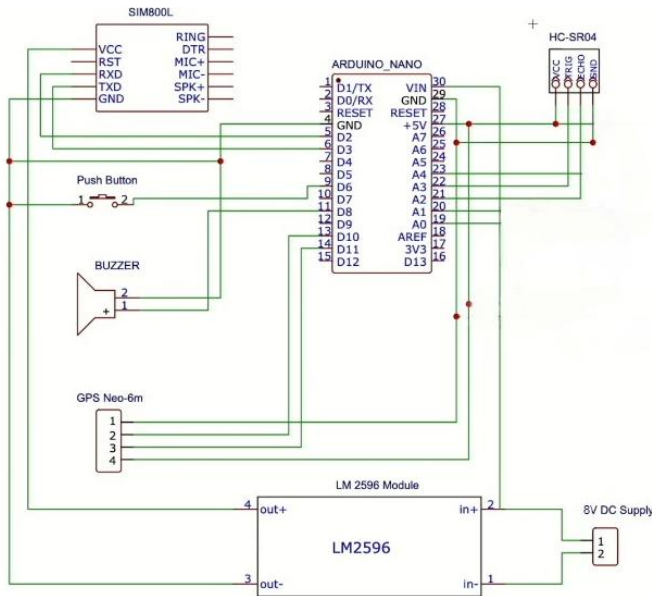 SIM800L
VCC
RST
RXD
TXD
GND
RING
DTR
MIC+
MIC-
SPK+
SPK-
ARDUINO_NANO
1 D1/TX VIN 30
2 D0/RX GND 29
3 RESET RESET 28
4 GND +5V 27
5 D2 A7 26
6 D3 A6 25
7 D4 A5 24
8 D5 A4 23
9 D6 A3 22
10 D7 A2 21
11 D8 A1 20
12 D9 A0 19
13 D10 AREF 18
14 D11 3V3 17
15 D12 D13 16
HC-SR04
VCC
TRIG
ECHO
GND
Push Button
1 2
BUZZER
2
1
+
GPS Neo-6m
1
2
3
4
LM 2596 Module
4 out+ in+ 2
LM2596
3 out- in- 1
8V DC Supply
1
2